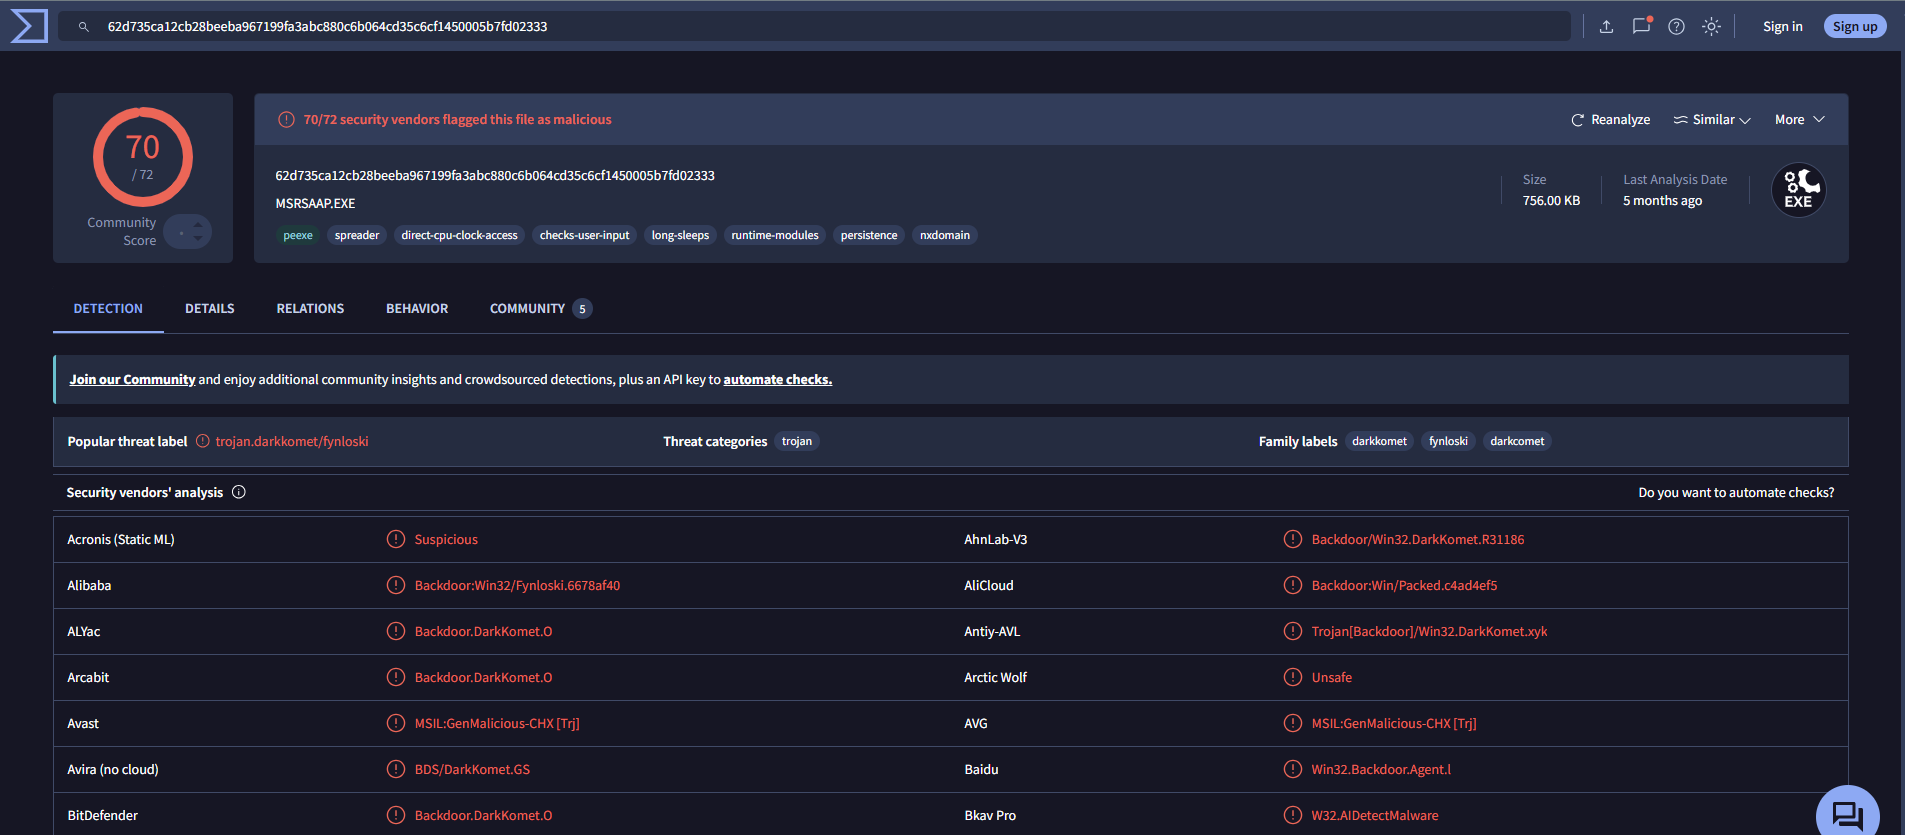 62d735ca12cb28beeba967199fa3abc880c6b064cd35c6cf1450005b7fd02333
Sign in
Sign up
70
/ 72
Community
Score
70/72 security vendors flagged this file as malicious
Reanalyze
Similar
More
62d735ca12cb28beeba967199fa3abc880c6b064cd35c6cf1450005b7fd02333
MSRSAAP.EXE
peexe spreader direct-cpu-clock-access checks-user-input long-sleeps runtime-modules persistence nxdomain
Size
756.00 KB
Last Analysis Date
5 months ago
EXE
DETECTION DETAILS RELATIONS BEHAVIOR COMMUNITY 5
Join our Community and enjoy additional community insights and crowdsourced detections, plus an API key to automate checks.
Popular threat label trojan.darkkomet/fynloski
Threat categories trojan
Family labels darkkomet fynloski darkcomet
Security vendors' analysis
Do you want to automate checks?
Acronis (Static ML) Suspicious AhnLab-V3 Backdoor/Win32.DarkKomet.R31186
Alibaba Backdoor:Win32/Fynloski.6678af40 AliCloud Backdoor:Win/Packed.c4ad4ef5
ALYac Backdoor.DarkKomet.O Antiy-AVL Trojan[Backdoor]/Win32.DarkKomet.xyk
Arcabit Backdoor.DarkKomet.O Arctic Wolf Unsafe
Avast MSIL:GenMalicious-CHX [Trj] AVG MSIL:GenMalicious-CHX [Trj]
Avira (no cloud) BDS/DarkKomet.GS Baidu Win32.Backdoor.Agent.l
BitDefender Backdoor.DarkKomet.O Bkav Pro W32.AIDetectMalware